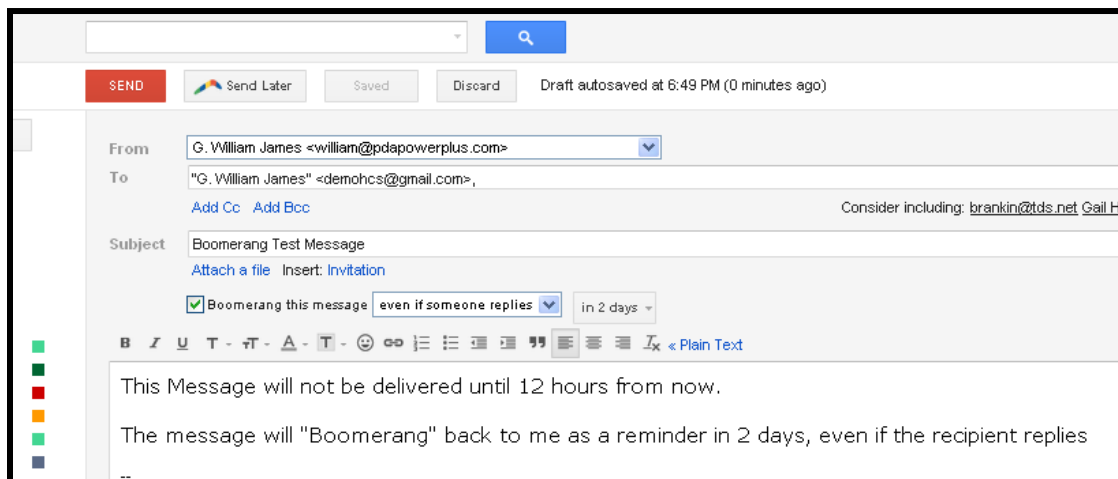 SEND Send Later Saved Discard Draft autosaved at 6:49 PM (0 minutes ago)
From G. William James <william@pdapowerplus.com>
To "G. William James" <demohcs@gmail.com>,
Add Cc Add Bcc Consider including: brankin@tds.net Gail H
Subject Boomerang Test Message
Attach a file Insert: Invitation
Boomerang this message even if someone replies in 2 days
B I U T T A T Tx « Plain Text
This Message will not be delivered until 12 hours from now.
The message will "Boomerang" back to me as a reminder in 2 days, even if the recipient replies
--